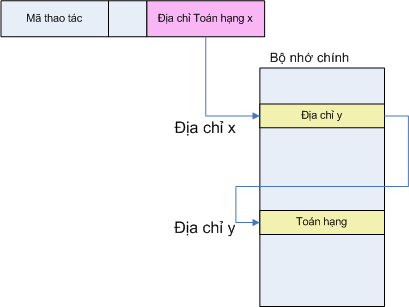 Mã thao tác
Địa chỉ Toán hạng x
Bộ nhớ chính
Địa chỉ y
Địa chỉ x
Toán hạng
Địa chỉ y